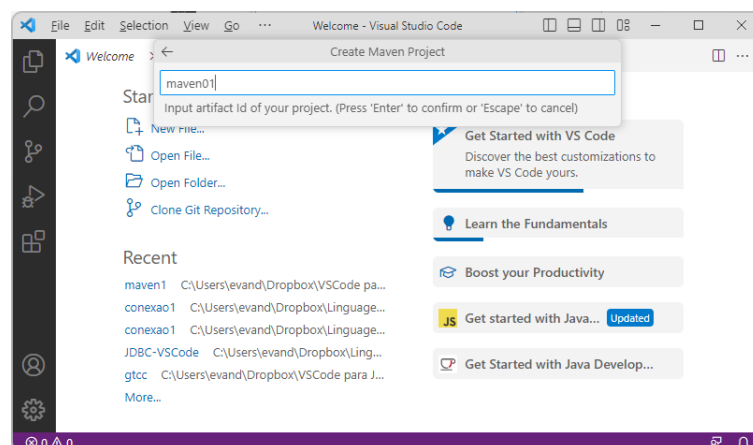 File Edit Selection View Go ··· Welcome - Visual Studio Code
Create Maven Project
Welcome
maven01
Input artifact Id of your project. (Press 'Enter' to confirm or 'Escape' to cancel)
Star
New File...
Open File...
Open Folder...
Clone Git Repository...
Recent
maven1 C:\Users\evand\Dropbox\VSCode pa...
conexao1 C:\Users\evand\Dropbox\Linguage...
conexao1 C:\Users\evand\Dropbox\Linguage...
JDBC-VSCode C:\Users\evand\Dropbox\Ling...
gtcc C:\Users\evand\Dropbox\VSCode para J...
More...
Get Started with VS Code
Discover the best customizations to
make VS Code yours.
Learn the Fundamentals
Boost your Productivity
JS Get started with Java... Updated
Get Started with Java Develop...
0 0